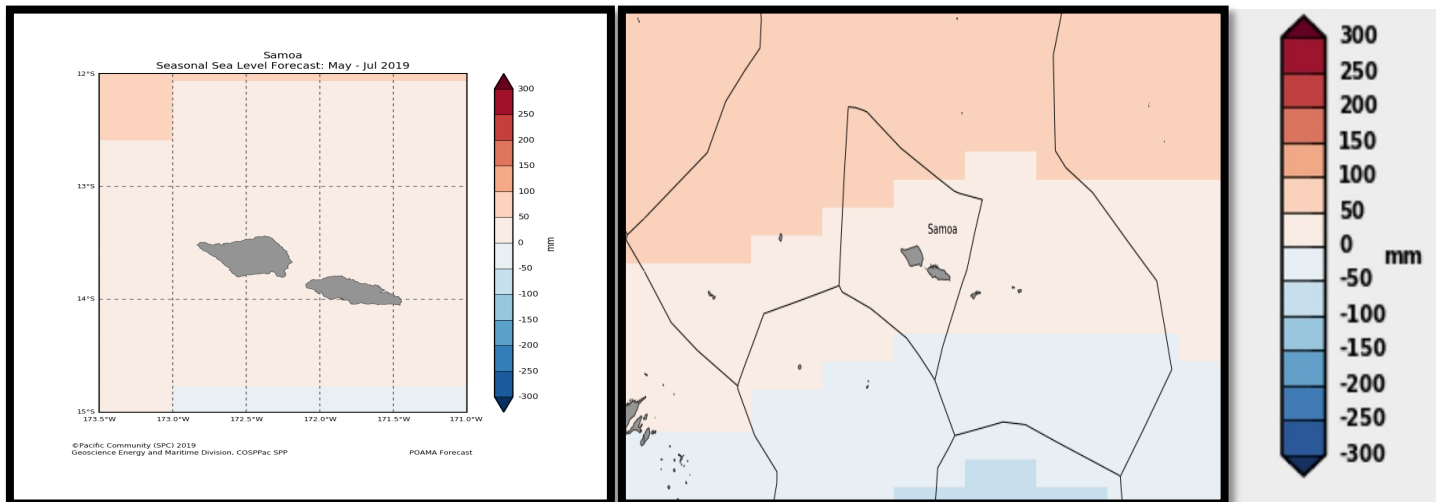 Samoa
Seasonal Sea Level Forecast: May - Jul 2019
12°S
13°S
14°S
15°S
173.5°W
173.0°W
172.5°W
172.0°W
171.5°W
171.0°W
300
250
200
150
100
50
0
-50
-100
-150
-200
-250
-300
mm
©Pacific Community (SPC) 2019
Geoscience Energy and Maritime Division, COSPPac SPP
POAMA Forecast
Samoa
300
250
200
150
100
50
0
-50
-100
-150
-200
-250
-300
mm